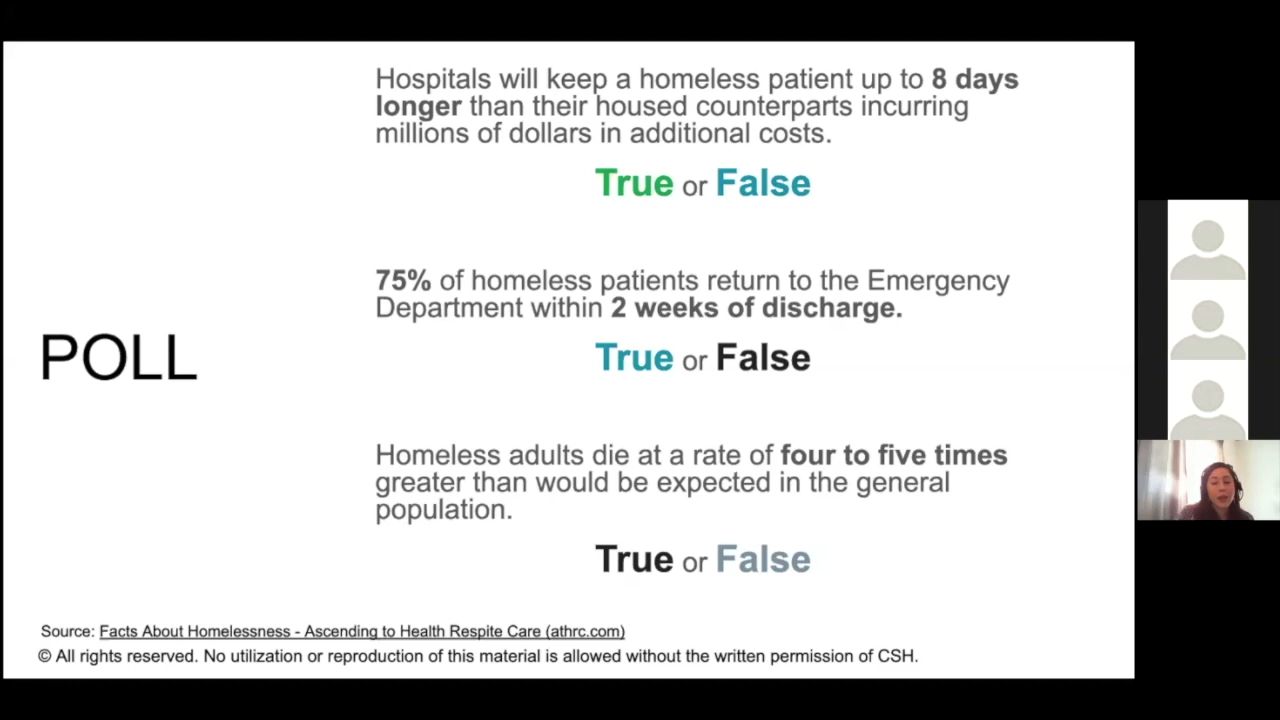 Hospitals will keep a homeless patient up to 8 days
longer than their housed counterparts incurring
millions of dollars in additional costs.
True or False
75% of homeless patients return to the Emergency
Department within 2 weeks of discharge.
True or False
POLL
Homeless adults die at a rate of four to five times
greater than would be expected in the general
population.
True or False
Source: Facts About Homelessness - Ascending to Health Respite Care (athrc.com)
© All rights reserved. No utilization or reproduction of this material is allowed without the written permission of CSH.